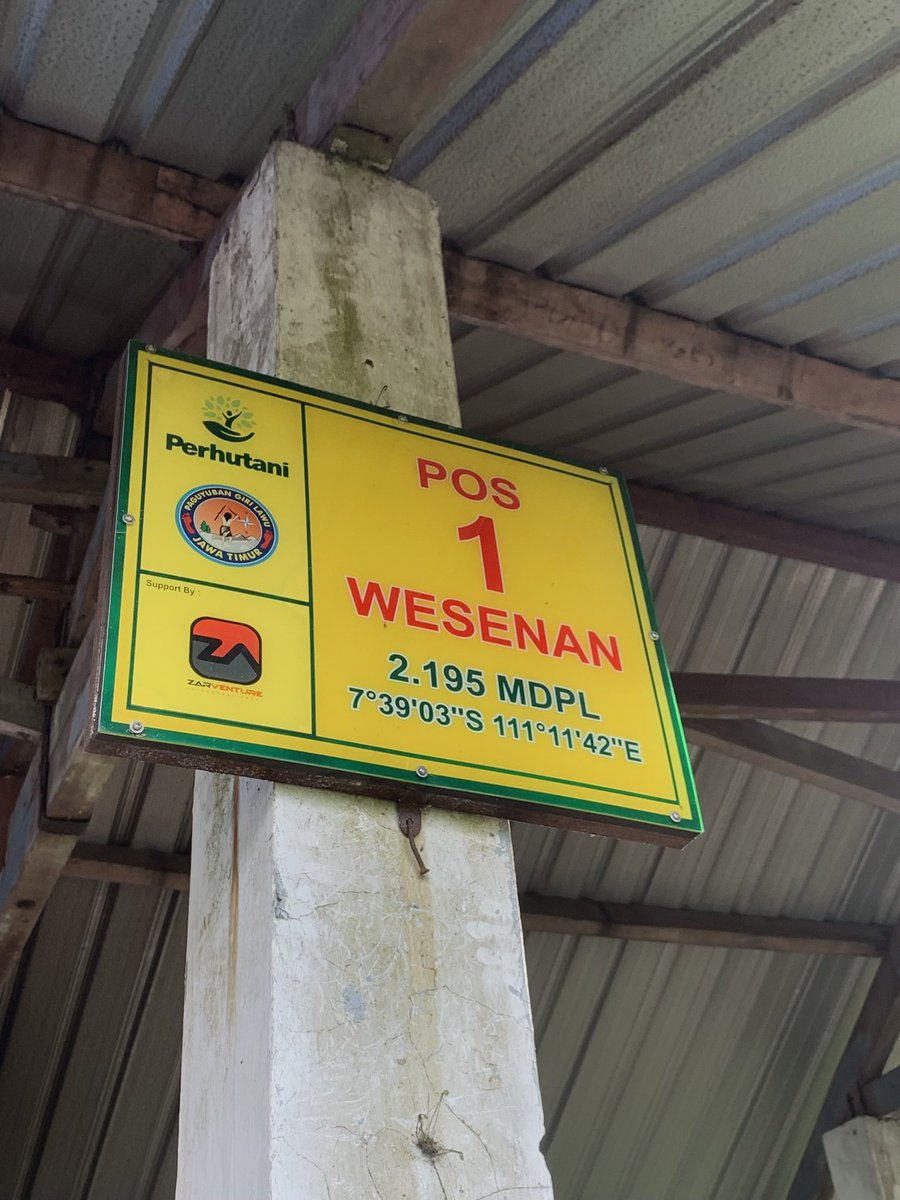 Perhutani
PAGUYUBAN GIRI LAWU
JAWA TIMUR
Support By :
ZARVENTURE
POS
1
WESENAN
2.195 MDPL
7°39'03"S 111°11'42"E